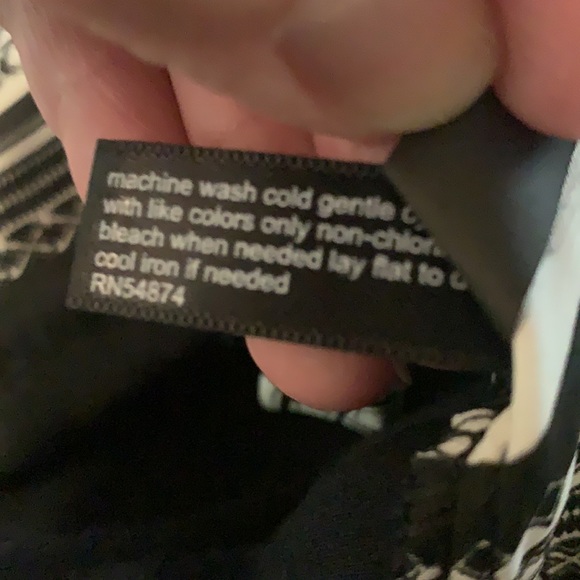 machine wash cold gentle
with like colors only non-chlor
bleach when needed lay flat to
cool iron if needed
RN54874